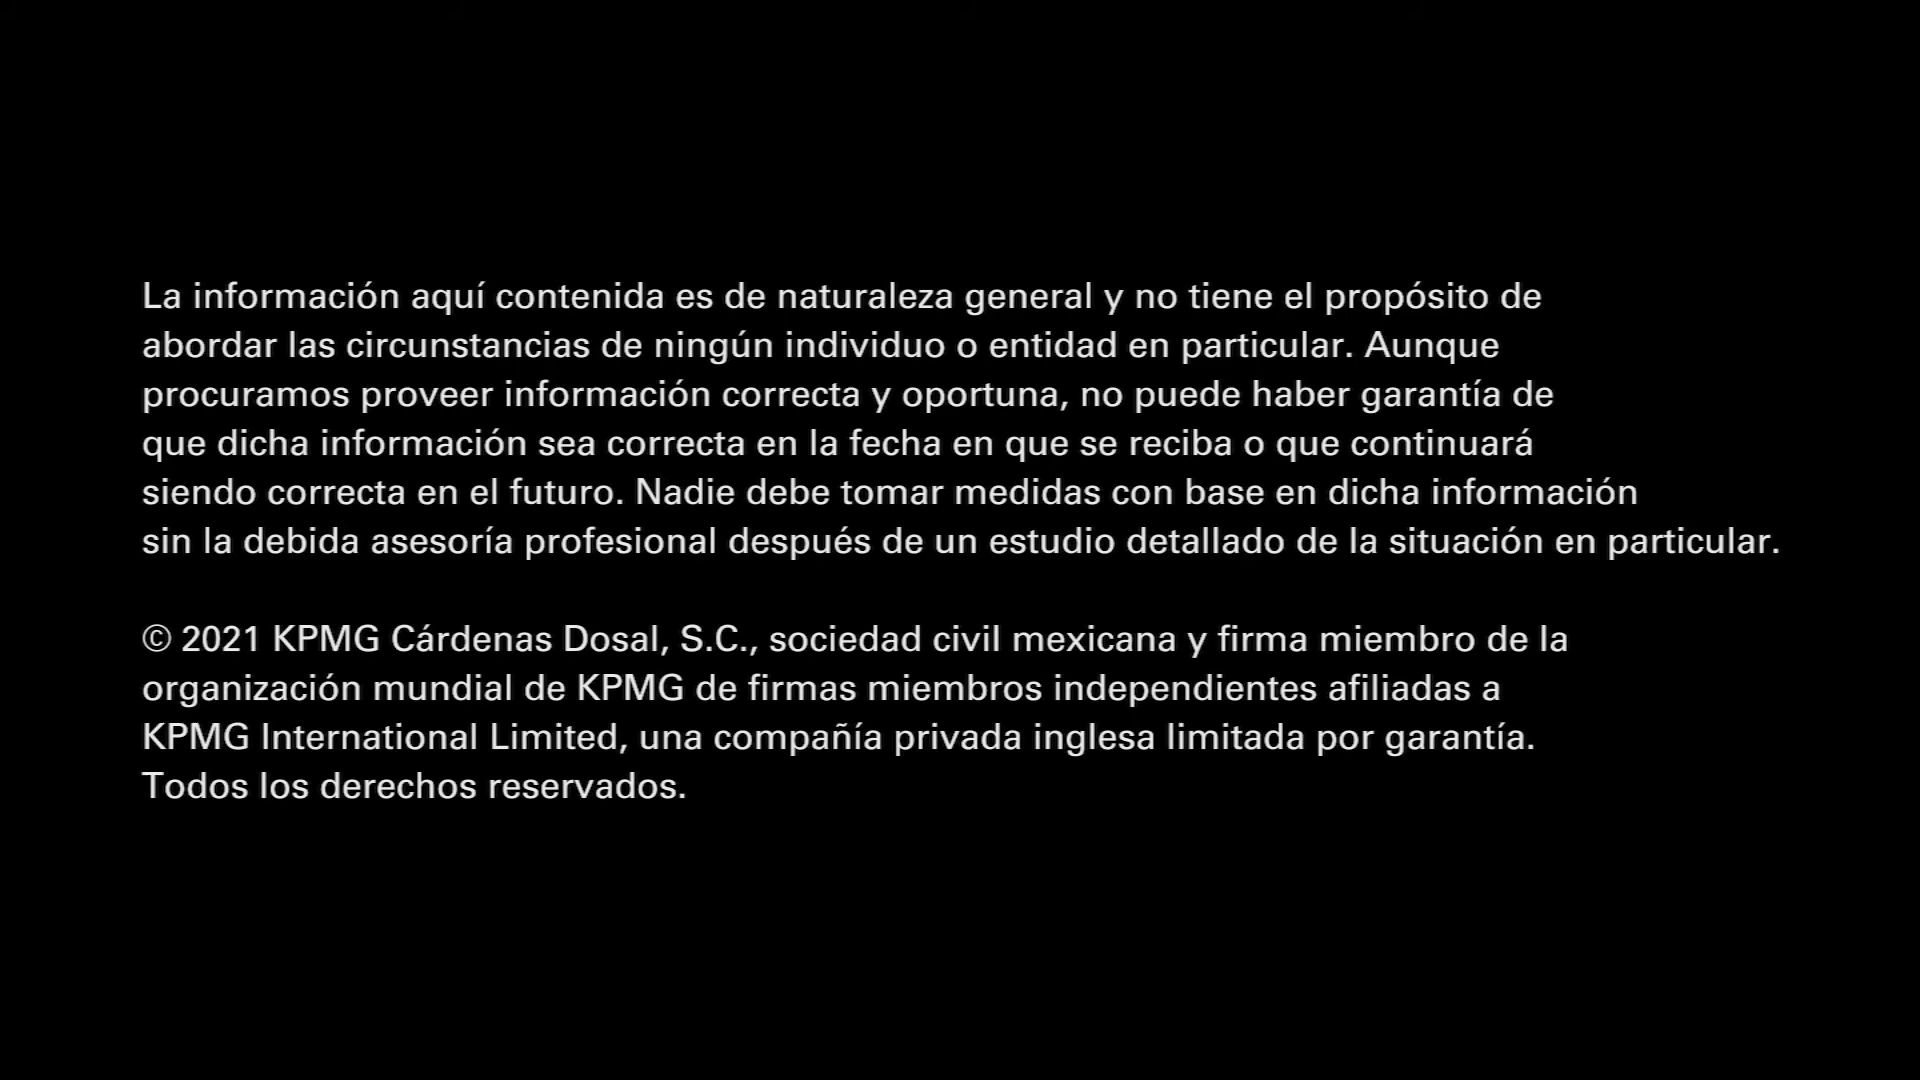 La información aquí contenida es de naturaleza general y no tiene el propósito de
abordar las circunstancias de ningún individuo o entidad en particular. Aunque
procuramos proveer información correcta y oportuna, no puede haber garantía de
que dicha información sea correcta en la fecha en que se reciba o que continuará
siendo correcta en el futuro. Nadie debe tomar medidas con base en dicha información
sin la debida asesoría profesional después de un estudio detallado de la situación en particular.
© 2021 KPMG Cárdenas Dosal, S.C., sociedad civil mexicana y firma miembro de la
organización mundial de KPMG de firmas miembros independientes afiliadas a
KPMG International Limited, una compañía privada inglesa limitada por garantía.
Todos los derechos reservados.